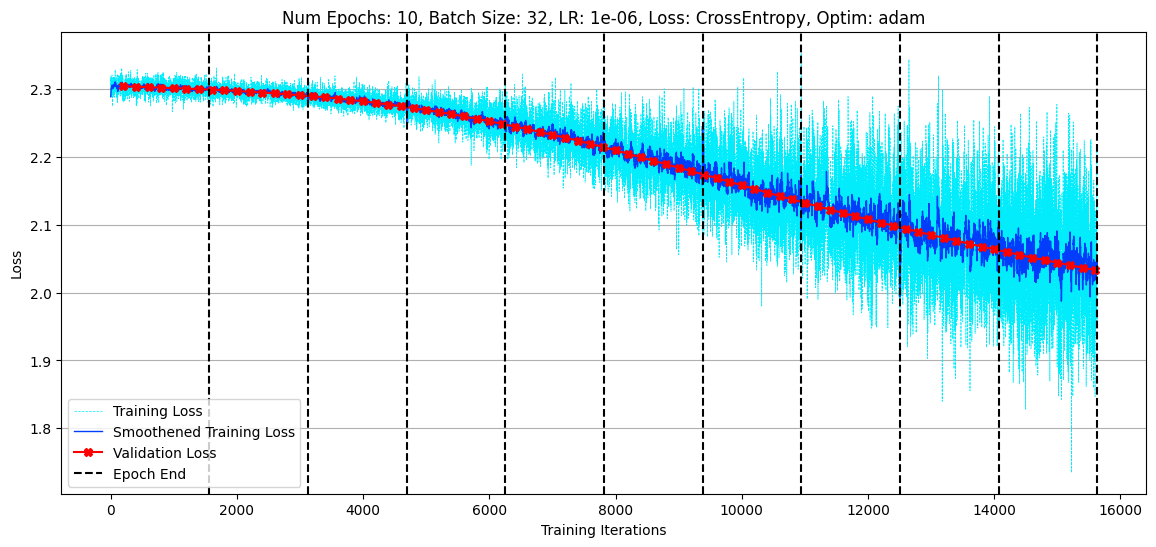 Num Epochs: 10, Batch Size: 32, LR: 1e-06, Loss: CrossEntropy, Optim: adam
Loss
2.3
2.2
2.1
2.0
1.9
1.8
Training Loss
Smoothened Training Loss
Validation Loss
Epoch End
0 2000 4000 6000 8000 10000 12000 14000 16000
Training Iterations